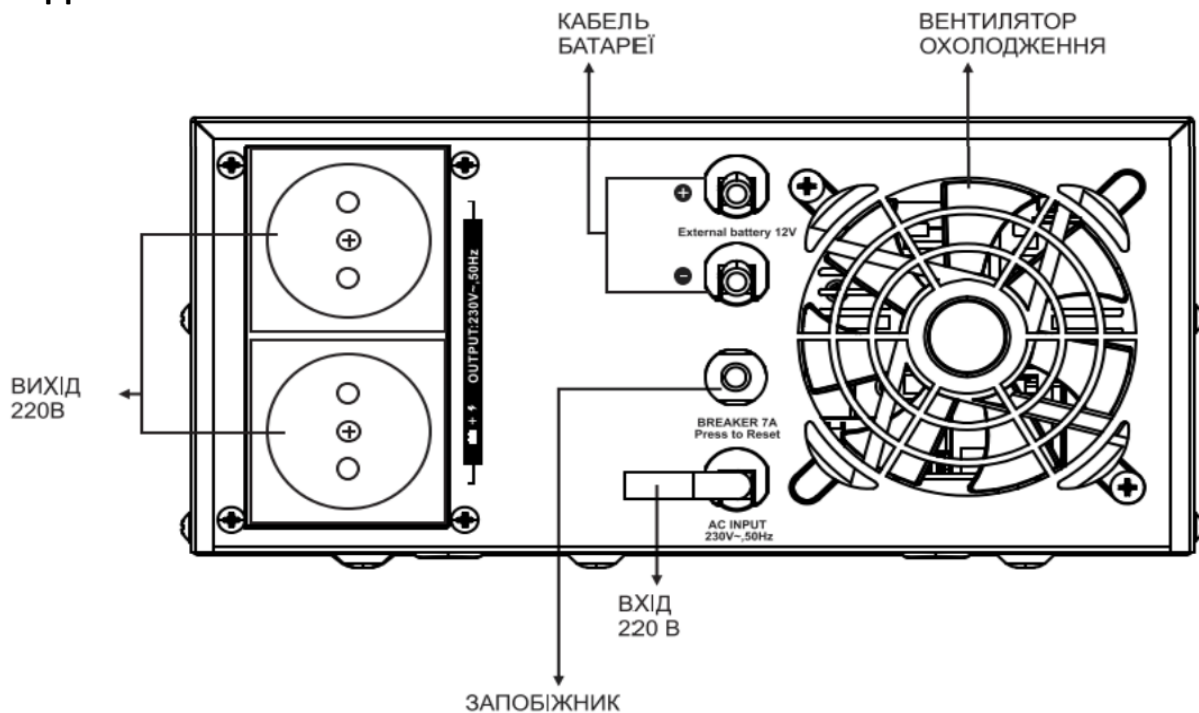 КАБЕЛЬ
БАТАРЕЇ
ВЕНТИЛЯТОР
ОХОЛОДЖЕННЯ
External battery 12V
OUTPUT:230V~,50Hz
ВИХІД
220В
BREAKER 7A
Press to Reset
AC INPUT
230V~,50Hz
ВХІД
220 В
ЗАПОБІЖНИК